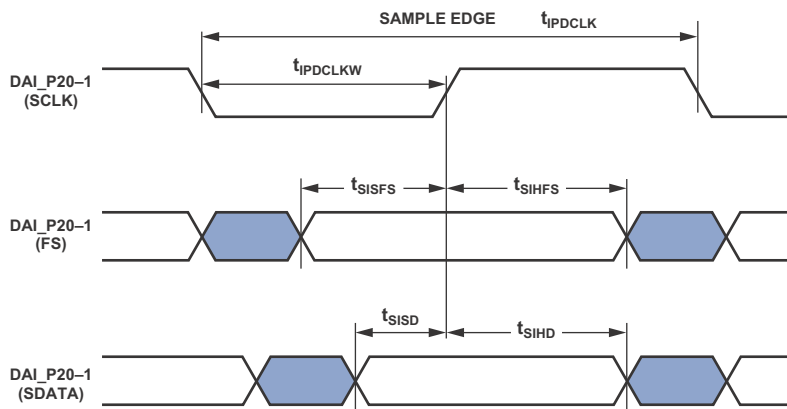 SAMPLE EDGE
tIPDCLK
tIPDCLKW
DAI_P20–1
(SCLK)
tSISFS
tSIHFS
DAI_P20–1
(FS)
tSISD
tSIHD
DAI_P20–1
(SDATA)